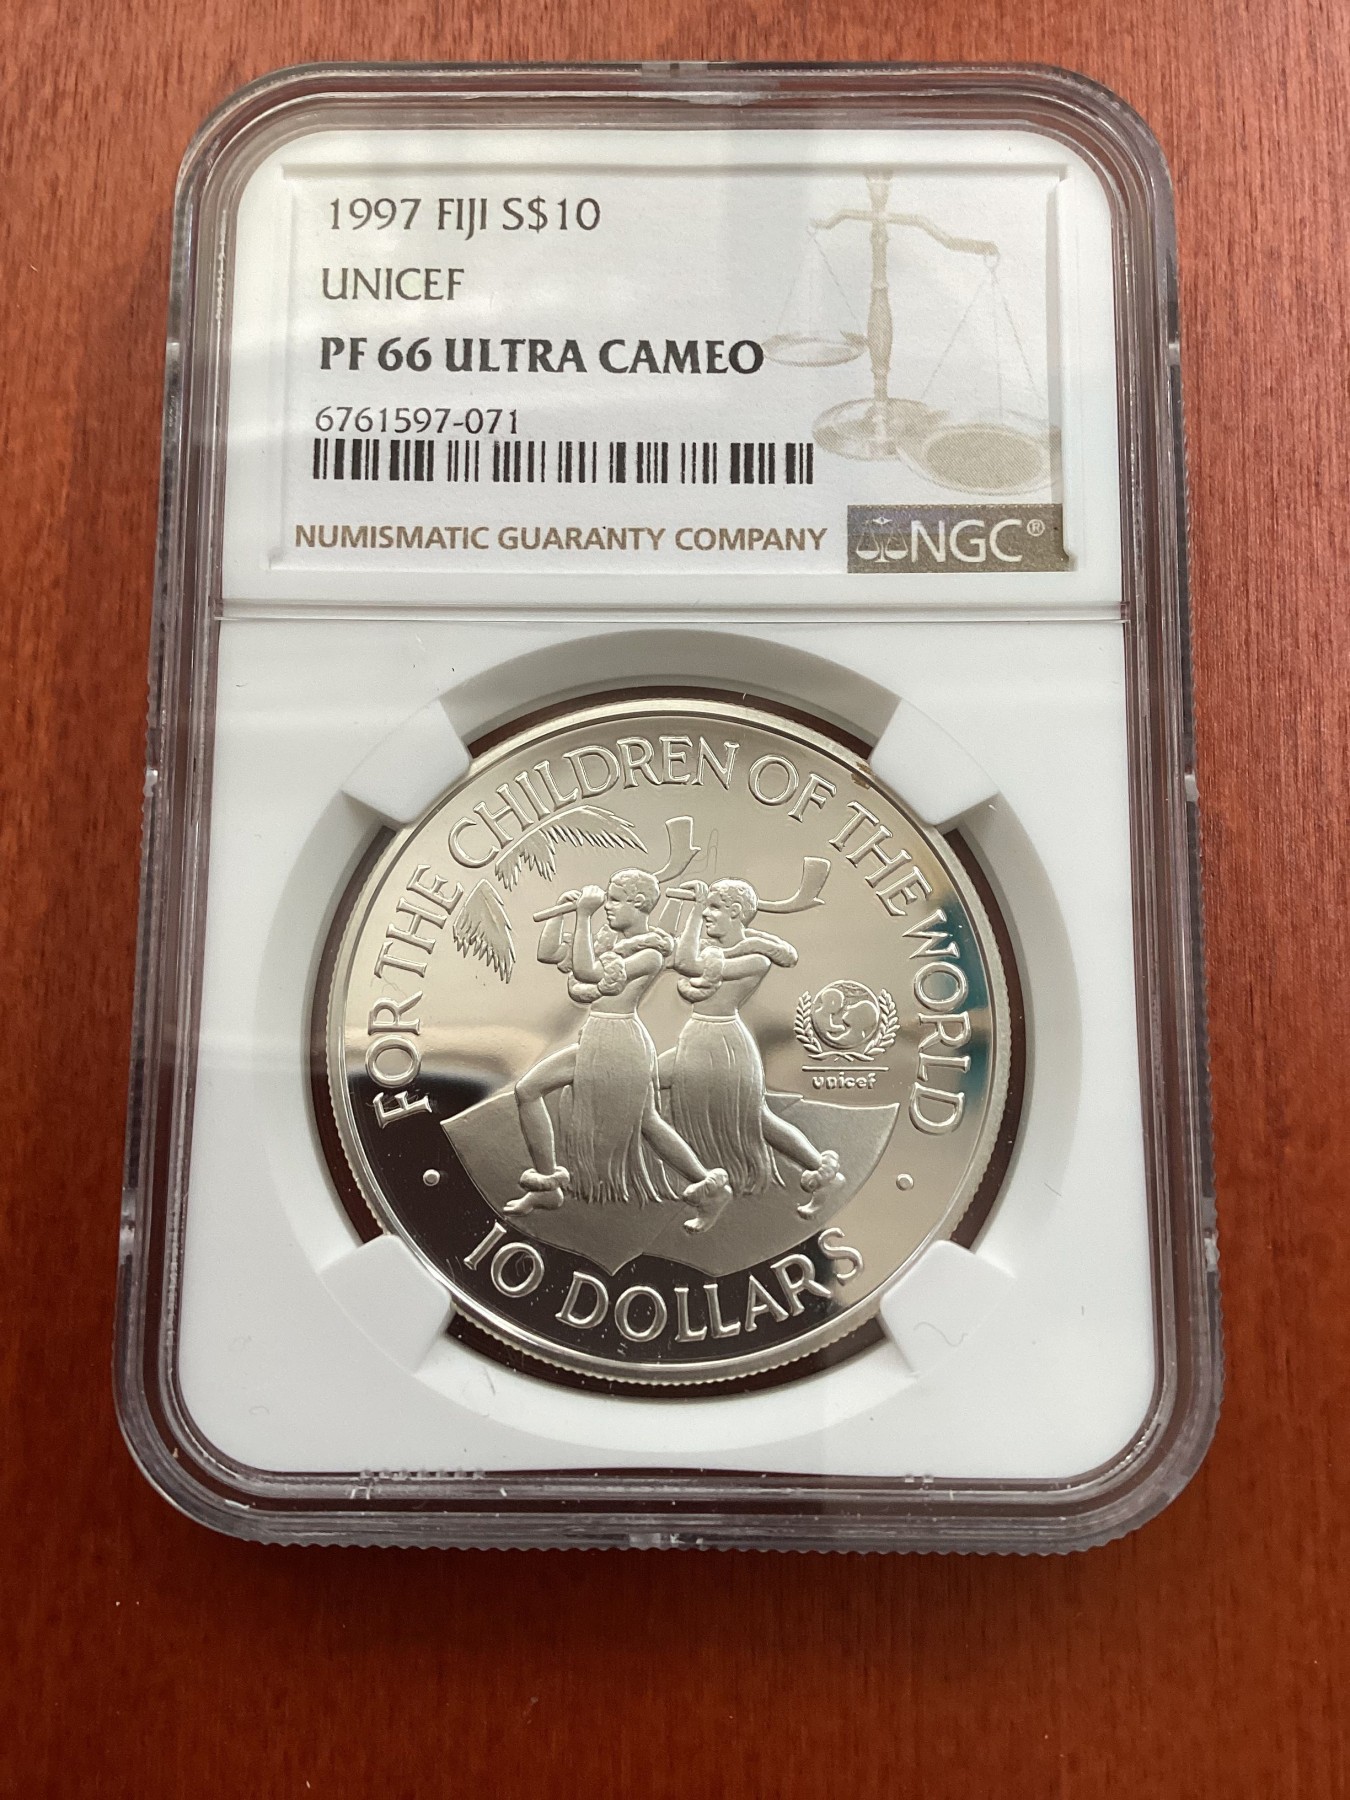 1997 FIJI S$10
UNICEF
PF 66 ULTRA CAMEO
6761597-071
NUMISMATIC GUARANTY COMPANY
NGC®
FOR THE CHILDREN OF THE WORLD
unicef
10 DOLLARS